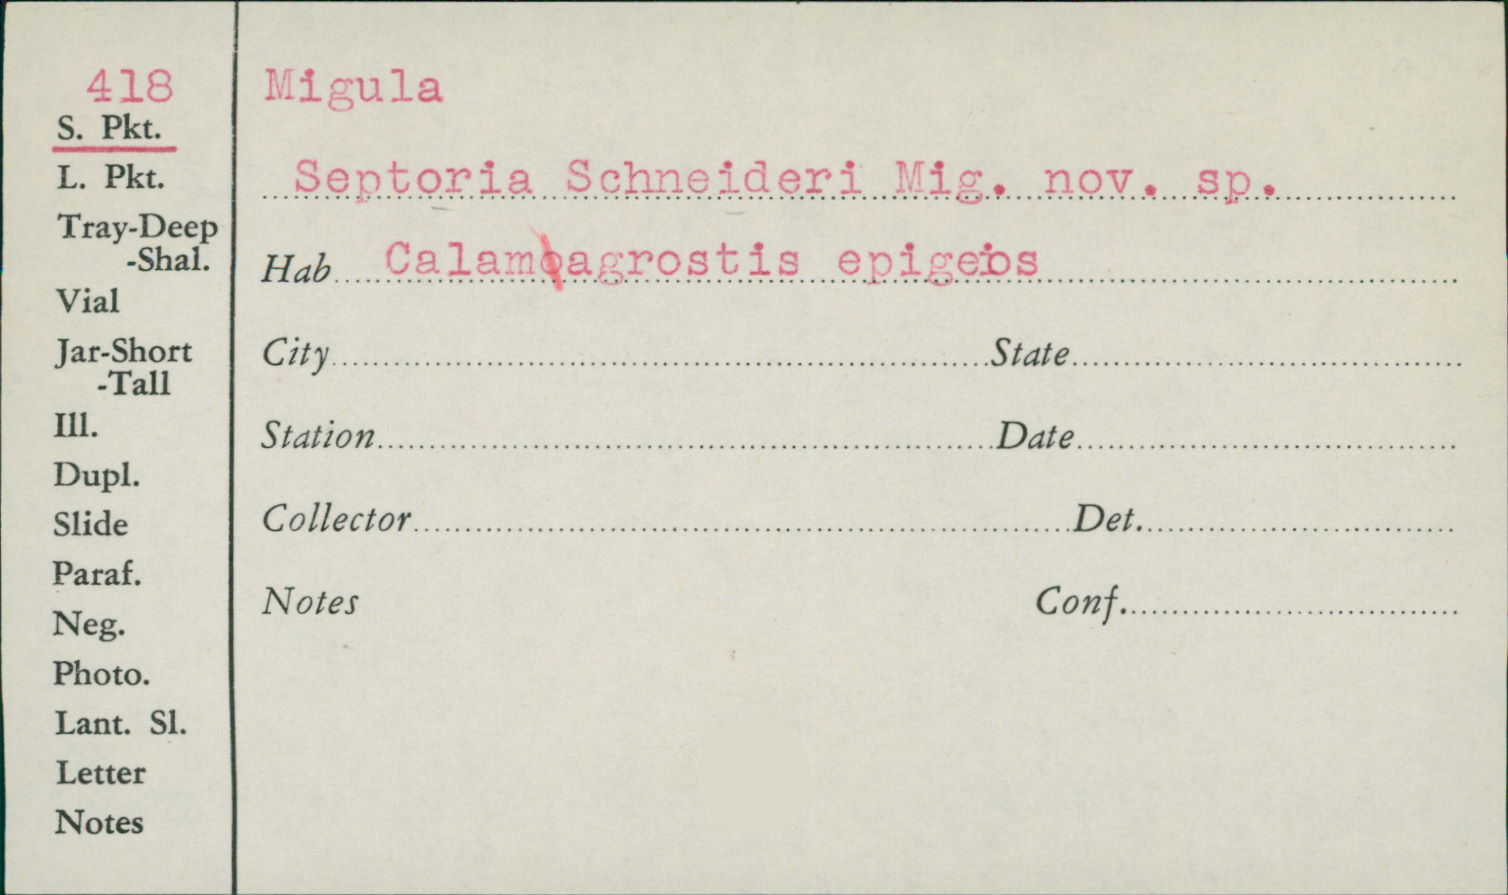 418
S. Pkt.
L. Pkt.
Tray-Deep
-Shal.
Vial
Jar-Short
-Tall
Ill.
Dupl.
Slide
Paraf.
Neg.
Photo.
Lant. Sl.
Letter
Notes
Migula
Septoria Schneideri Mig. nov. sp.
Hab Calamagrostis epigeios
City State
Station Date
Collector Det.
Notes Conf.